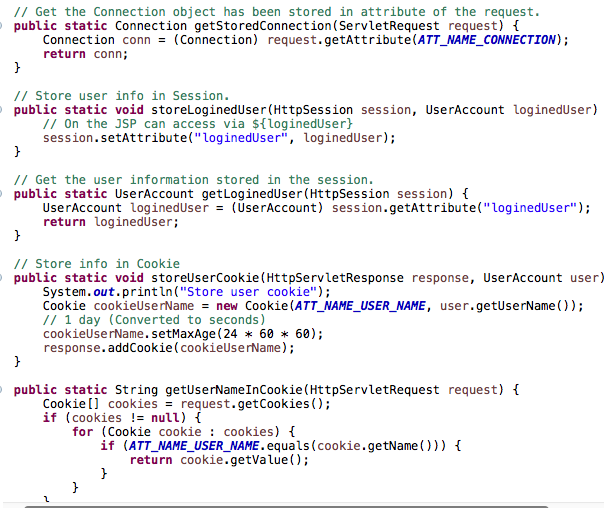 // Get the Connection object has been stored in attribute of the request.
public static Connection getStoredConnection(ServletRequest request) {
    Connection conn = (Connection) request.getAttribute(ATT_NAME_CONNECTION);
    return conn;
}
// Store user info in Session.
public static void storeLoginedUser(HttpSession session, UserAccount loginedUser)
    // On the JSP can access via ${loginedUser}
    session.setAttribute("loginedUser", loginedUser);
}
// Get the user information stored in the session.
public static UserAccount getLoginedUser(HttpSession session) {
    UserAccount loginedUser = (UserAccount) session.getAttribute("loginedUser");
    return loginedUser;
}
// Store info in Cookie
public static void storeUserCookie(HttpServletResponse response, UserAccount user)
    System.out.println("Store user cookie");
    Cookie cookieUserName = new Cookie(ATT_NAME_USER_NAME, user.getUserName());
    // 1 day (Converted to seconds)
    cookieUserName.setMaxAge(24 * 60 * 60);
    response.addCookie(cookieUserName);
}
public static String getUserNameInCookie(HttpServletRequest request) {
    Cookie[] cookies = request.getCookies();
    if (cookies != null) {
        for (Cookie cookie : cookies) {
            if (ATT_NAME_USER_NAME.equals(cookie.getName())) {
                return cookie.getValue();
            }
        }
    }